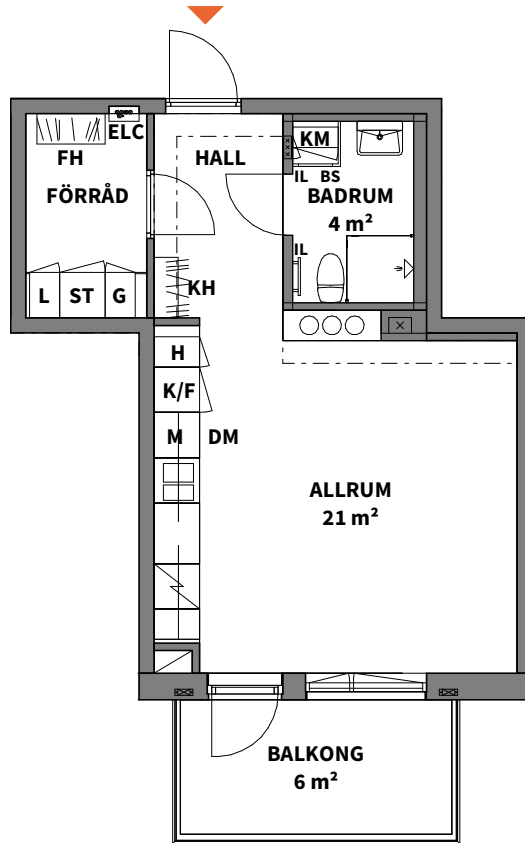 ELC
KM
FH
HALL
IL BS
FÖRRÅD
BADRUM
4 m²
IL
L ST G
KH
H
K/F
M DM
ALLRUM
21 m²
BALKONG
6 m²